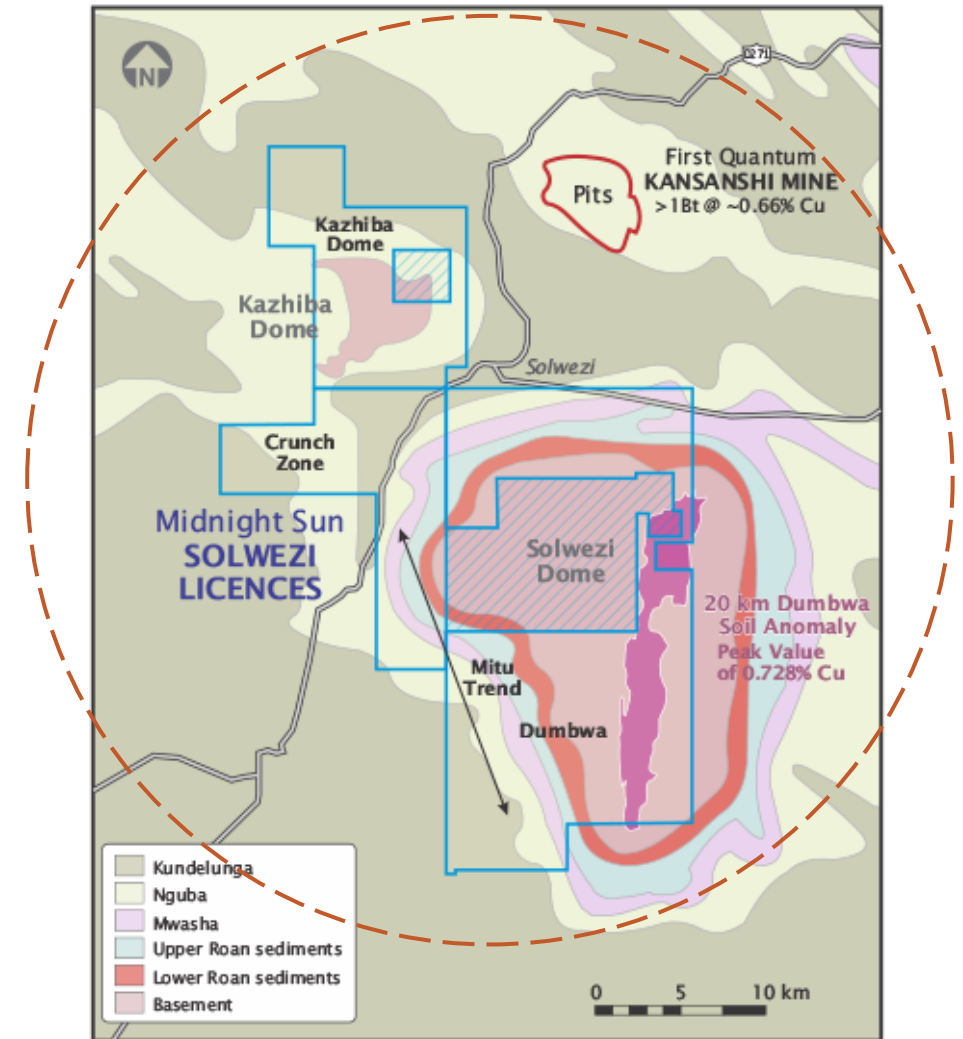 N
271
First Quantum
KANSANSHI MINE
>1Bt @ ~0.66% Cu
Pits
Kazhiba
Dome
Kazhiba
Dome
Solwezi
Crunch
Zone
Midnight Sun
SOLWEZI
LICENCES
Solwezi
Dome
20 km Dumbwa
Soil Anomaly
Peak Value
of 0.728% Cu
Mitu
Trend
Dumbwa
Kundelunga
Nguba
Mwasha
Upper Roan sediments
Lower Roan sediments
Basement
0 5 10 km